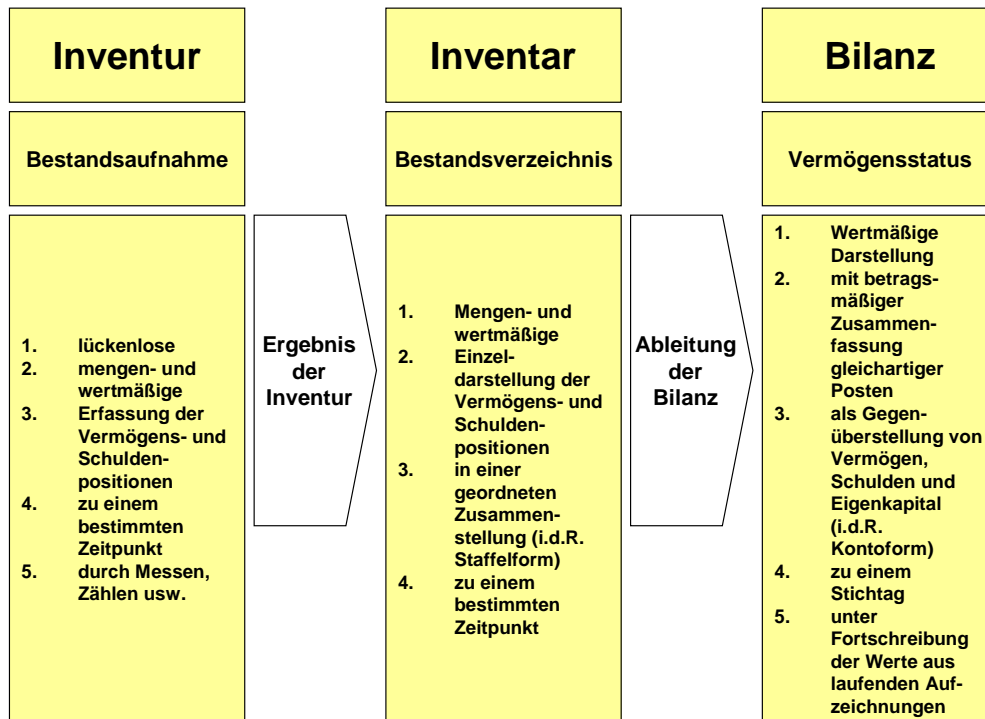 Inventur
Bestandsaufnahme
1. lückenlose
2. mengen- und
wertmäßige
3. Erfassung der
Vermögens- und
Schulden-
positionen
4. zu einem
bestimmten
Zeitpunkt
5. durch Messen,
Zählen usw.
Ergebnis
der
Inventur
Inventar
Bestandsverzeichnis
1. Mengen- und
wertmäßige
2. Einzel-
darstellung der
Vermögens- und
Schulden-
positionen
3. in einer
geordneten
Zusammen-
stellung (i.d.R.
Staffelform)
4. zu einem
bestimmten
Zeitpunkt
Ableitung
der
Bilanz
Bilanz
Vermögensstatus
1. Wertmäßige
Darstellung
2. mit betrags-
mäßiger
Zusammen-
fassung
gleichartiger
Posten
3. als Gegen-
überstellung von
Vermögen,
Schulden und
Eigenkapital
(i.d.R.
Kontoform)
4. zu einem
Stichtag
5. unter
Fortschreibung
der Werte aus
laufenden Auf-
zeichnungen